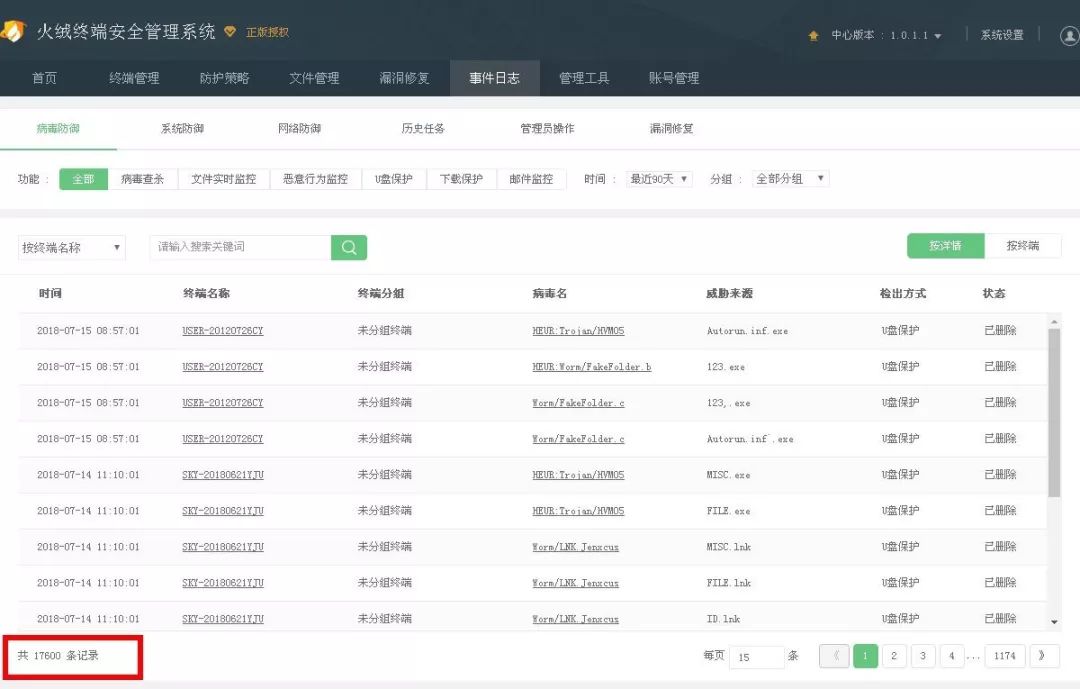 火绒终端安全管理系统 正版授权 中心版本 : 1.0.1.1 系统设置
首页 终端管理 防护策略 文件管理 漏洞修复 事件日志 管理工具 账号管理
病毒防御 系统防御 网络防御 历史任务 管理员操作 漏洞修复
功能 : 全部 病毒查杀 文件实时监控 恶意行为监控 U盘保护 下载保护 邮件监控 时间 : 最近90天 分组 : 全部分组
按终端名称 请输入搜索关键词 按详情 按终端
时间 终端名称 终端分组 病毒名 威胁来源 检出方式 状态
2018-07-15 08:57:01 USER-20120726CY 未分组终端 HEUR:Trojan/HVM05 Autorun.inf.exe U盘保护 已删除
2018-07-15 08:57:01 USER-20120726CY 未分组终端 HEUR:Worm/FakeFolder.b 123.exe U盘保护 已删除
2018-07-15 08:57:01 USER-20120726CY 未分组终端 Worm/FakeFolder.c 123,.exe U盘保护 已删除
2018-07-15 08:57:01 USER-20120726CY 未分组终端 Worm/FakeFolder.c Autorun.inf .exe U盘保护 已删除
2018-07-14 11:10:01 SKY-20180621YJU 未分组终端 HEUR:Trojan/HVM05 MISC.exe U盘保护 已删除
2018-07-14 11:10:01 SKY-20180621YJU 未分组终端 HEUR:Trojan/HVM05 FILE.exe U盘保护 已删除
2018-07-14 11:10:01 SKY-20180621YJU 未分组终端 Worm/LNK.Jenxcus MISC.lnk U盘保护 已删除
2018-07-14 11:10:01 SKY-20180621YJU 未分组终端 Worm/LNK.Jenxcus FILE.lnk U盘保护 已删除
2018-07-14 11:10:01 SKY-20180621YJU 未分组终端 Worm/LNK.Jenxcus ID.lnk U盘保护 已删除
共 17600 条记录 每页 15 条 《 1 2 3 4 ... 1174 》